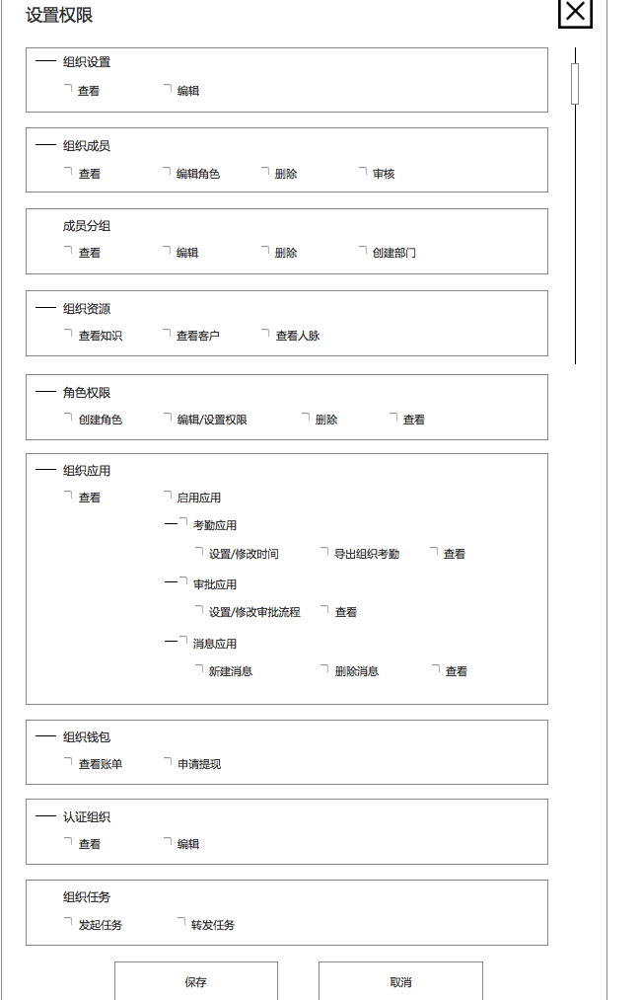 设置权限
组织设置
查看 编辑
组织成员
查看 编辑角色 删除 审核
成员分组
查看 编辑 删除 创建部门
组织资源
查看知识 查看客户 查看人脉
角色权限
创建角色 编辑/设置权限 删除 查看
组织应用
查看 启用应用
考勤应用
设置/修改时间 导出组织考勤 查看
审批应用
设置/修改审批流程 查看
消息应用
新建消息 删除消息 查看
组织钱包
查看账单 申请提现
认证组织
查看 编辑
组织任务
发起任务 转发任务
保存 取消